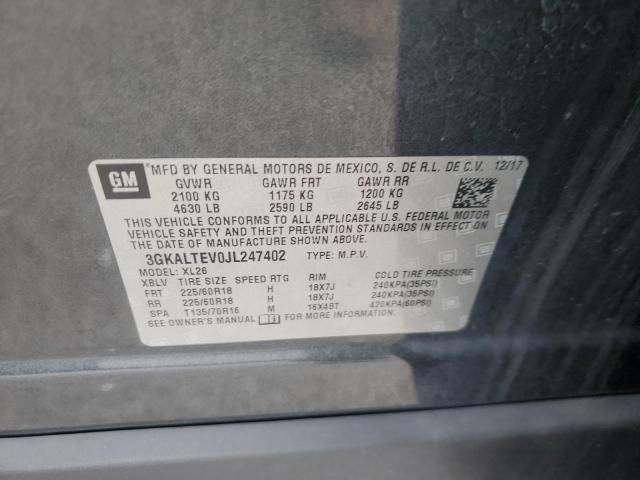 GM
MFD BY GENERAL MOTORS DE MEXICO, S. DE R.L. DE C.V. 12/17
GVWR GAWR FRT GAWR RR
2100 KG 1175 KG 1200 KG
4630 LB 2590 LB 2645 LB
THIS VEHICLE CONFORMS TO ALL APPLICABLE U.S. FEDERAL MOTOR
VEHICLE SAFETY AND THEFT PREVENTION STANDARDS IN EFFECT ON
THE DATE OF MANUFACTURE SHOWN ABOVE.
3GKALTEV0JL247402 TYPE: M.P.V.
MODEL: XL26
XBLV TIRE SIZE SPEED RTG RIM COLD TIRE PRESSURE
FRT 225/60R18 H 18X7J 240KPA(35PSI)
RR 225/60R18 H 18X7J 240KPA(35PSI)
SPA T135/70R16 M 16X4BT 420KPA(60PSI)
SEE OWNER'S MANUAL FOR MORE INFORMATION.